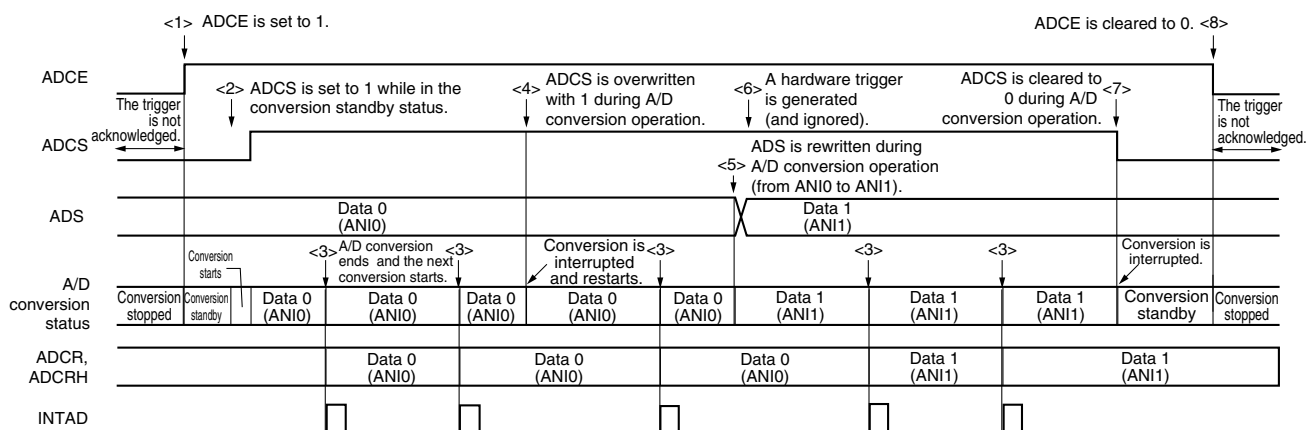 <1> ADCE is set to 1.
ADCE is cleared to 0. <8>
ADCE
The trigger
is not
acknowledged.
<2> ADCS is set to 1 while in the
conversion standby status.
<4> ADCS is overwritten
with 1 during A/D
conversion operation.
<6> A hardware trigger
is generated
(and ignored).
ADCS is cleared to <7>
0 during A/D
conversion operation.
The trigger
is not
acknowledged.
ADCS
<5> ADS is rewritten during
A/D conversion operation
(from ANI0 to ANI1).
ADS
Data 0
(ANI0)
Data 1
(ANI1)
Conversion
starts
<3> A/D conversion
ends and the next
conversion starts.
<3>
Conversion is
interrupted
and restarts.
<3>
<3>
<3>
Conversion is
interrupted.
A/D
conversion
status
Conversion
stopped
Conversion
standby
Data 0
(ANI0)
Data 0
(ANI0)
Data 0
(ANI0)
Data 0
(ANI0)
Data 0
(ANI0)
Data 1
(ANI1)
Data 1
(ANI1)
Data 1
(ANI1)
Conversion
standby
Conversion
stopped
ADCR,
ADCRH
Data 0
(ANI0)
Data 0
(ANI0)
Data 0
(ANI0)
Data 1
(ANI1)
Data 1
(ANI1)
INTAD